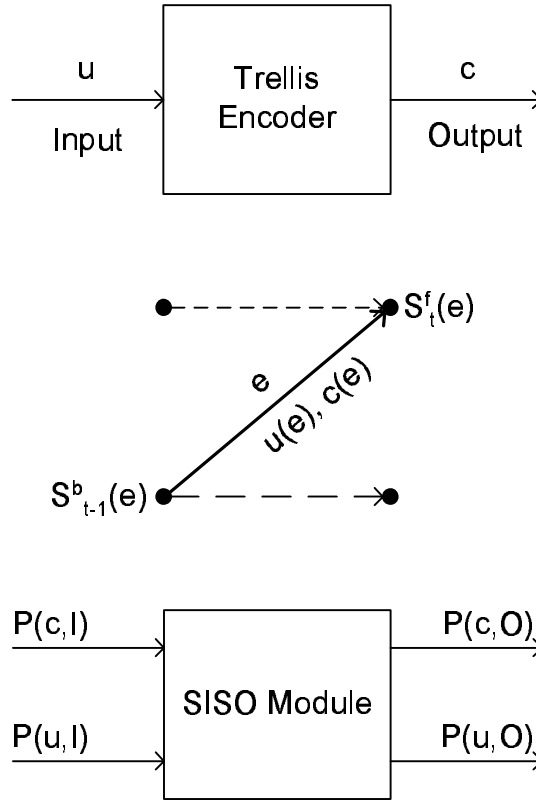 u
Input
Trellis
Encoder
c
Output
S^f_t(e)
e
u(e), c(e)
S^b_{t-1}(e)
P(c,I)
P(u,I)
SISO Module
P(c,O)
P(u,O)